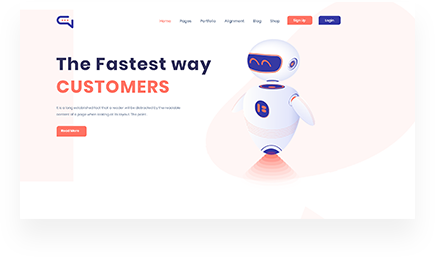 Home Pages Portfolio Alignment Blog Shop Sign Up Login
The Fastest way
CUSTOMERS
It is a long established fact that a reader will be distracted by the readable
content of a page when looking at its layout. The point
Read More